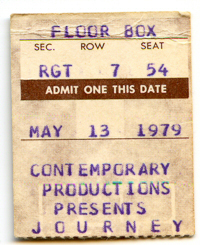 FLOOR BOX
SEC. ROW SEAT
RGT 7 54
ADMIT ONE THIS DATE
MAY 13 1979
CONTEMPORARY
PRODUCTIONS
PRESENTS
JOURNEY